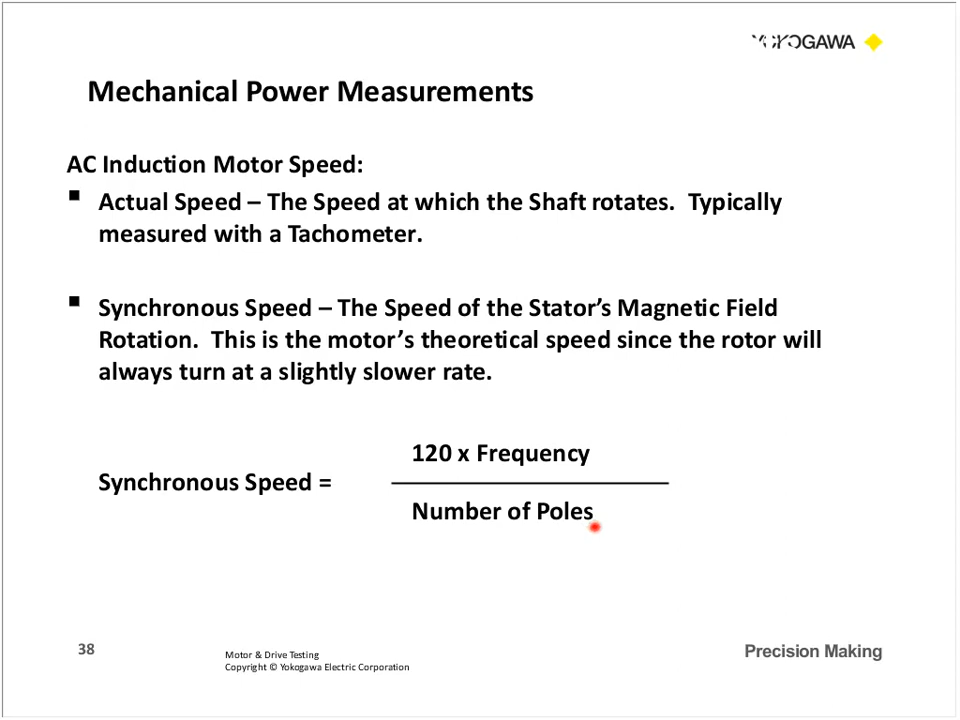 YOKOGAWA
Mechanical Power Measurements
AC Induction Motor Speed:
▪ Actual Speed – The Speed at which the Shaft rotates.  Typically
measured with a Tachometer.
▪ Synchronous Speed – The Speed of the Stator’s Magnetic Field
Rotation.  This is the motor’s theoretical speed since the rotor will
always turn at a slightly slower rate.
120 x Frequency
Synchronous Speed =
Number of Poles
38
Motor & Drive Testing
Copyright © Yokogawa Electric Corporation
Precision Making